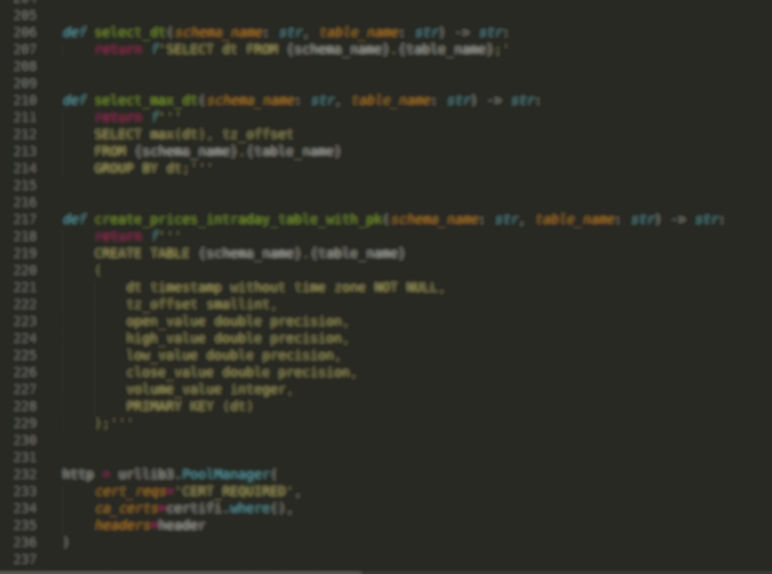 205
206 def select_dt(schema_name: str, table_name: str) -> str:
207 return f'SELECT dt FROM {schema_name}.{table_name};'
208
209
210 def select_max_dt(schema_name: str, table_name: str) -> str:
211 return f'''
212 SELECT max(dt), tz_offset
213 FROM {schema_name}.{table_name}
214 GROUP BY dt;'''
215
216
217 def create_prices_intraday_table_with_pk(schema_name: str, table_name: str) -> str:
218 return f'''
219 CREATE TABLE {schema_name}.{table_name}
220 (
221 dt timestamp without time zone NOT NULL,
222 tz_offset smallint,
223 open_value double precision,
224 high_value double precision,
225 low_value double precision,
226 close_value double precision,
227 volume_value integer,
228 PRIMARY KEY (dt)
229 );'''
230
231
232 http = urllib3.PoolManager(
233 cert_reqs='CERT_REQUIRED',
234 ca_certs=certifi.where(),
235 headers=header
236 )
237